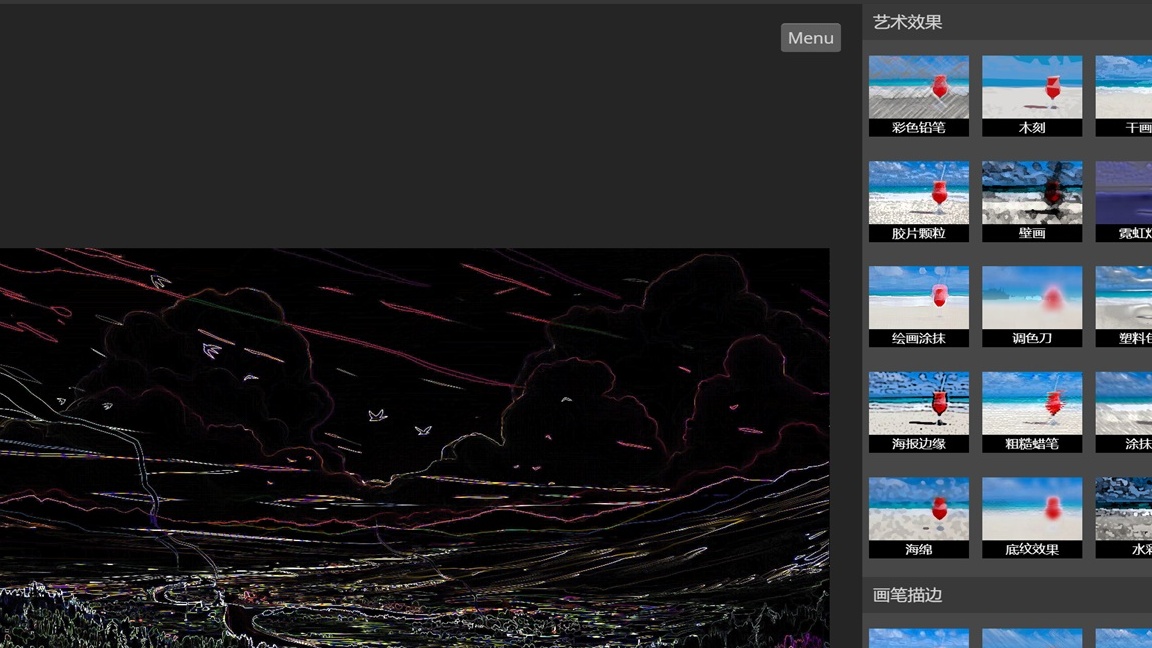 Menu
艺术效果
彩色铅笔
木刻
干画
胶片颗粒
壁画
霓虹
绘画涂抹
调色刀
塑料
海报边缘
粗糙蜡笔
涂抹
海绵
底纹效果
水彩
画笔描边